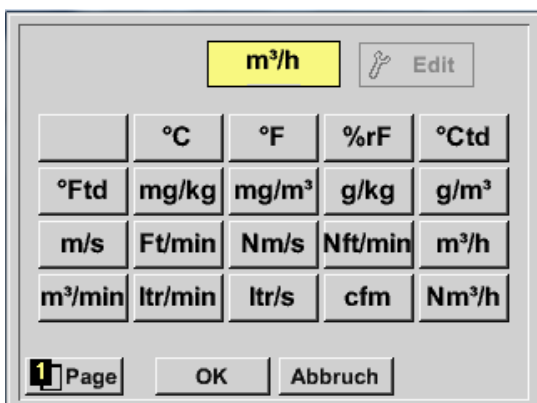 m³/h Edit
°C °F %rF °Ctd
°Ftd mg/kg mg/m³ g/kg g/m³
m/s Ft/min Nm/s Nft/min m³/h
m³/min ltr/min ltr/s cfm Nm³/h
1 Page OK Abbruch